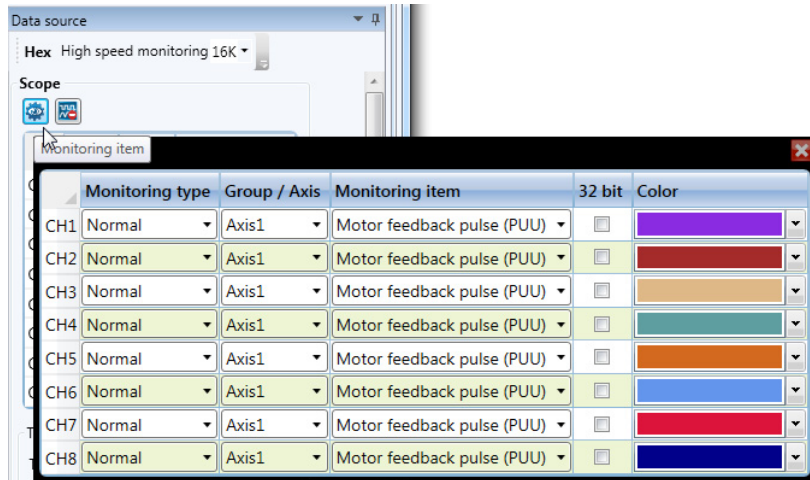 Data source
Hex High speed monitoring 16K
Scope
Monitoring item
Monitoring type Group / Axis Monitoring item 32 bit Color
CH1 Normal Axis1 Motor feedback pulse (PUU)
CH2 Normal Axis1 Motor feedback pulse (PUU)
CH3 Normal Axis1 Motor feedback pulse (PUU)
CH4 Normal Axis1 Motor feedback pulse (PUU)
CH5 Normal Axis1 Motor feedback pulse (PUU)
CH6 Normal Axis1 Motor feedback pulse (PUU)
CH7 Normal Axis1 Motor feedback pulse (PUU)
CH8 Normal Axis1 Motor feedback pulse (PUU)